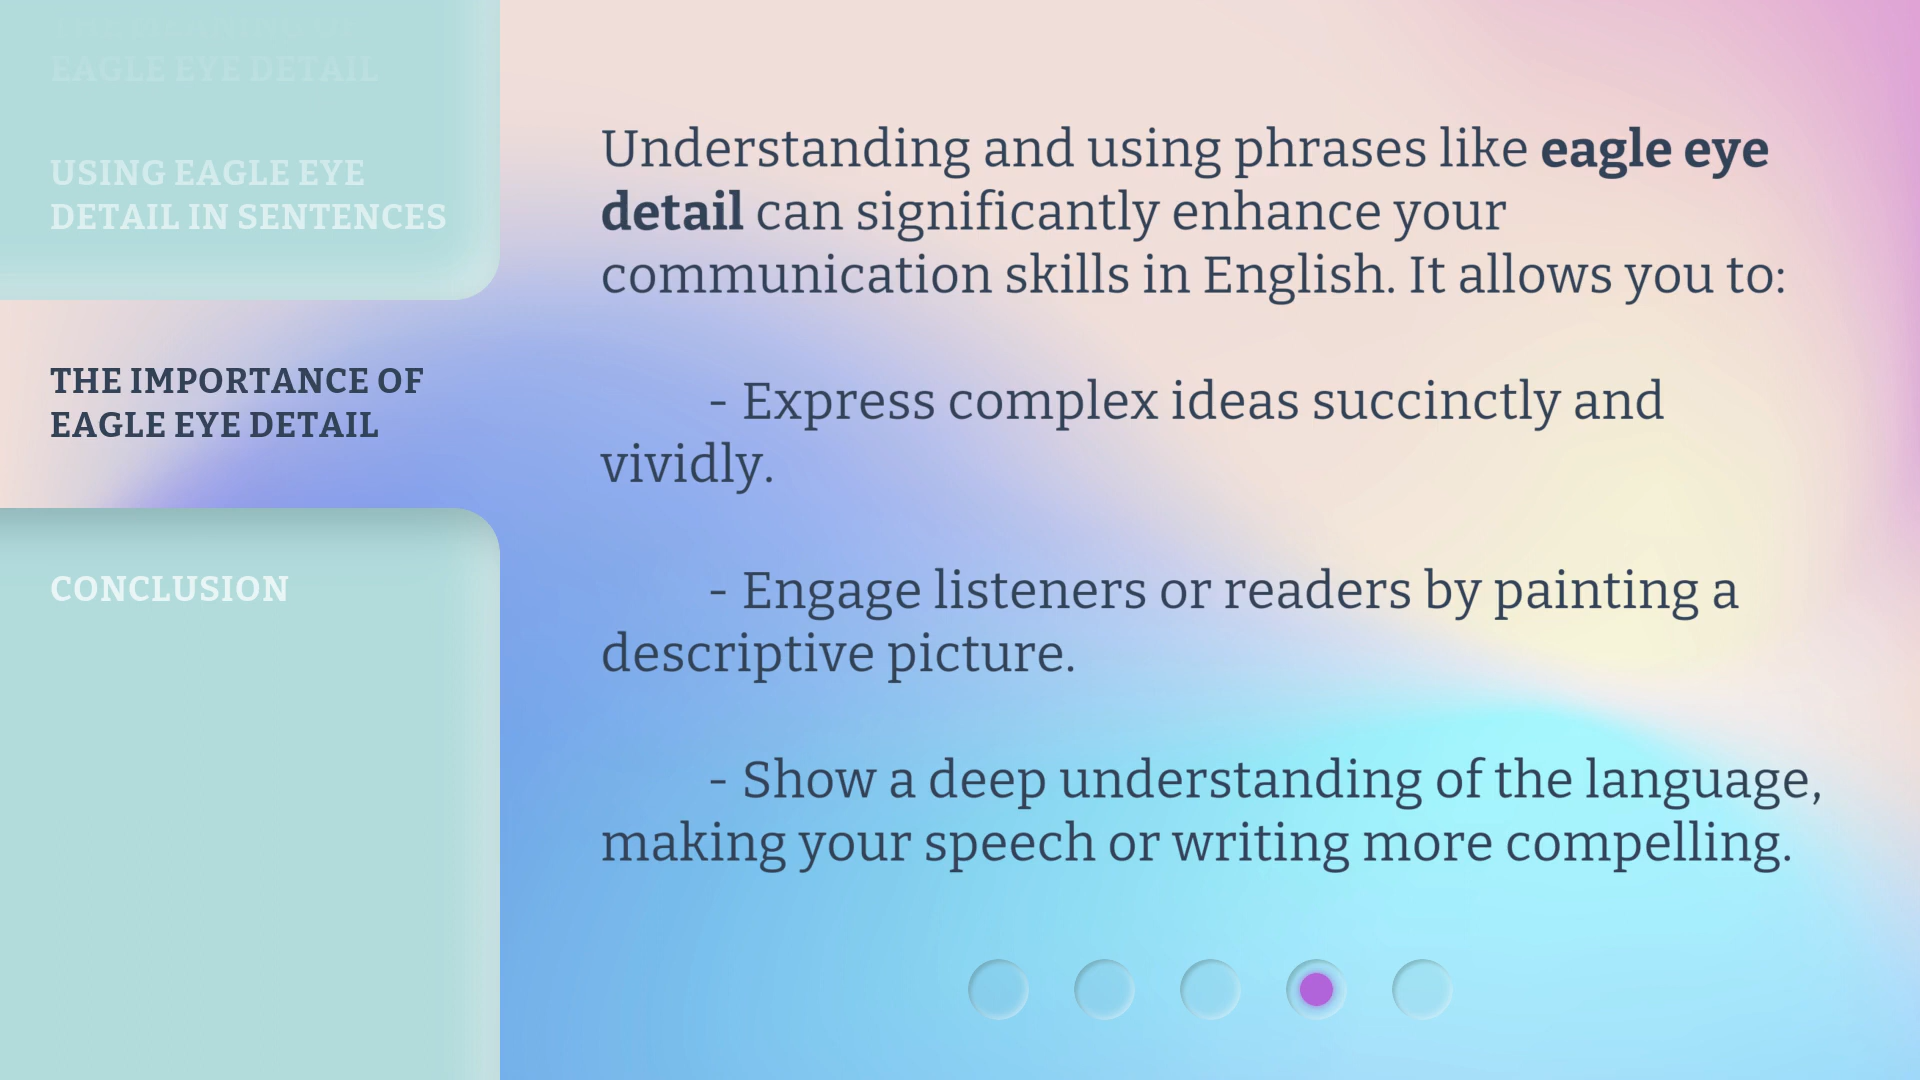 THE MEANING OF
EAGLE EYE DETAIL
USING EAGLE EYE
DETAIL IN SENTENCES
THE IMPORTANCE OF
EAGLE EYE DETAIL
CONCLUSION
Understanding and using phrases like eagle eye
detail can significantly enhance your
communication skills in English. It allows you to:
- Express complex ideas succinctly and
vividly.
- Engage listeners or readers by painting a
descriptive picture.
- Show a deep understanding of the language,
making your speech or writing more compelling.